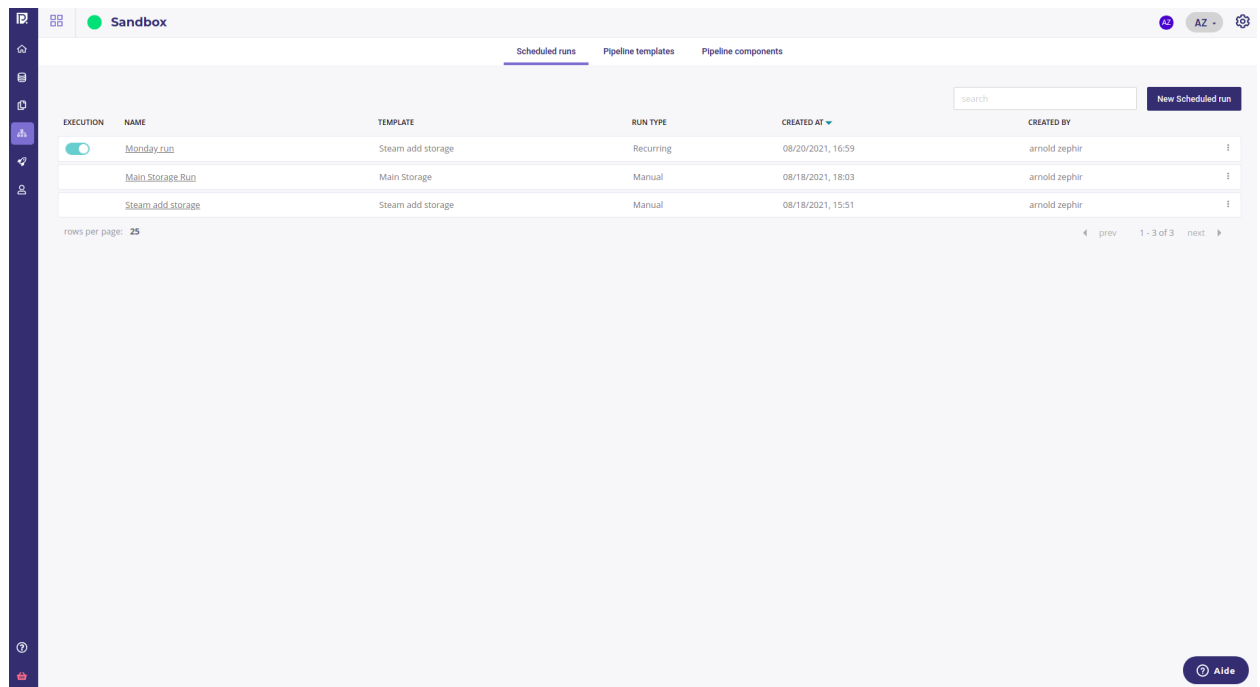 Sandbox
AZ
AZ
Scheduled runs
Pipeline templates
Pipeline components
search
New Scheduled run
EXECUTION NAME TEMPLATE RUN TYPE CREATED AT CREATED BY
Monday run Steam add storage Recurring 08/20/2021, 16:59 arnold zephir
Main Storage Run Main Storage Manual 08/18/2021, 18:03 arnold zephir
Steam add storage Steam add storage Manual 08/18/2021, 15:51 arnold zephir
rows per page: 25 prev 1 - 3 of 3 next
Aide